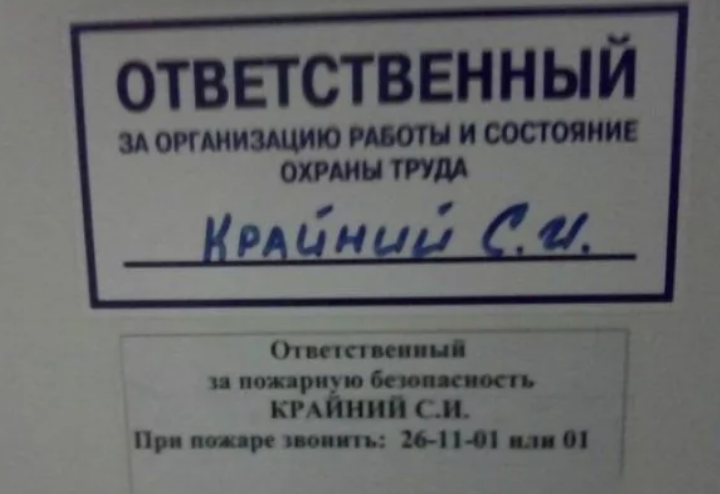 ОТВЕТСТВЕННЫЙ
ЗА ОРГАНИЗАЦИЮ РАБОТЫ И СОСТОЯНИЕ
ОХРАНЫ ТРУДА
КРАЙНИЙ С.И.
Ответственный
за пожарную безопасность
КРАЙНИЙ С.И.
При пожаре звонить: 26-11-01 или 01